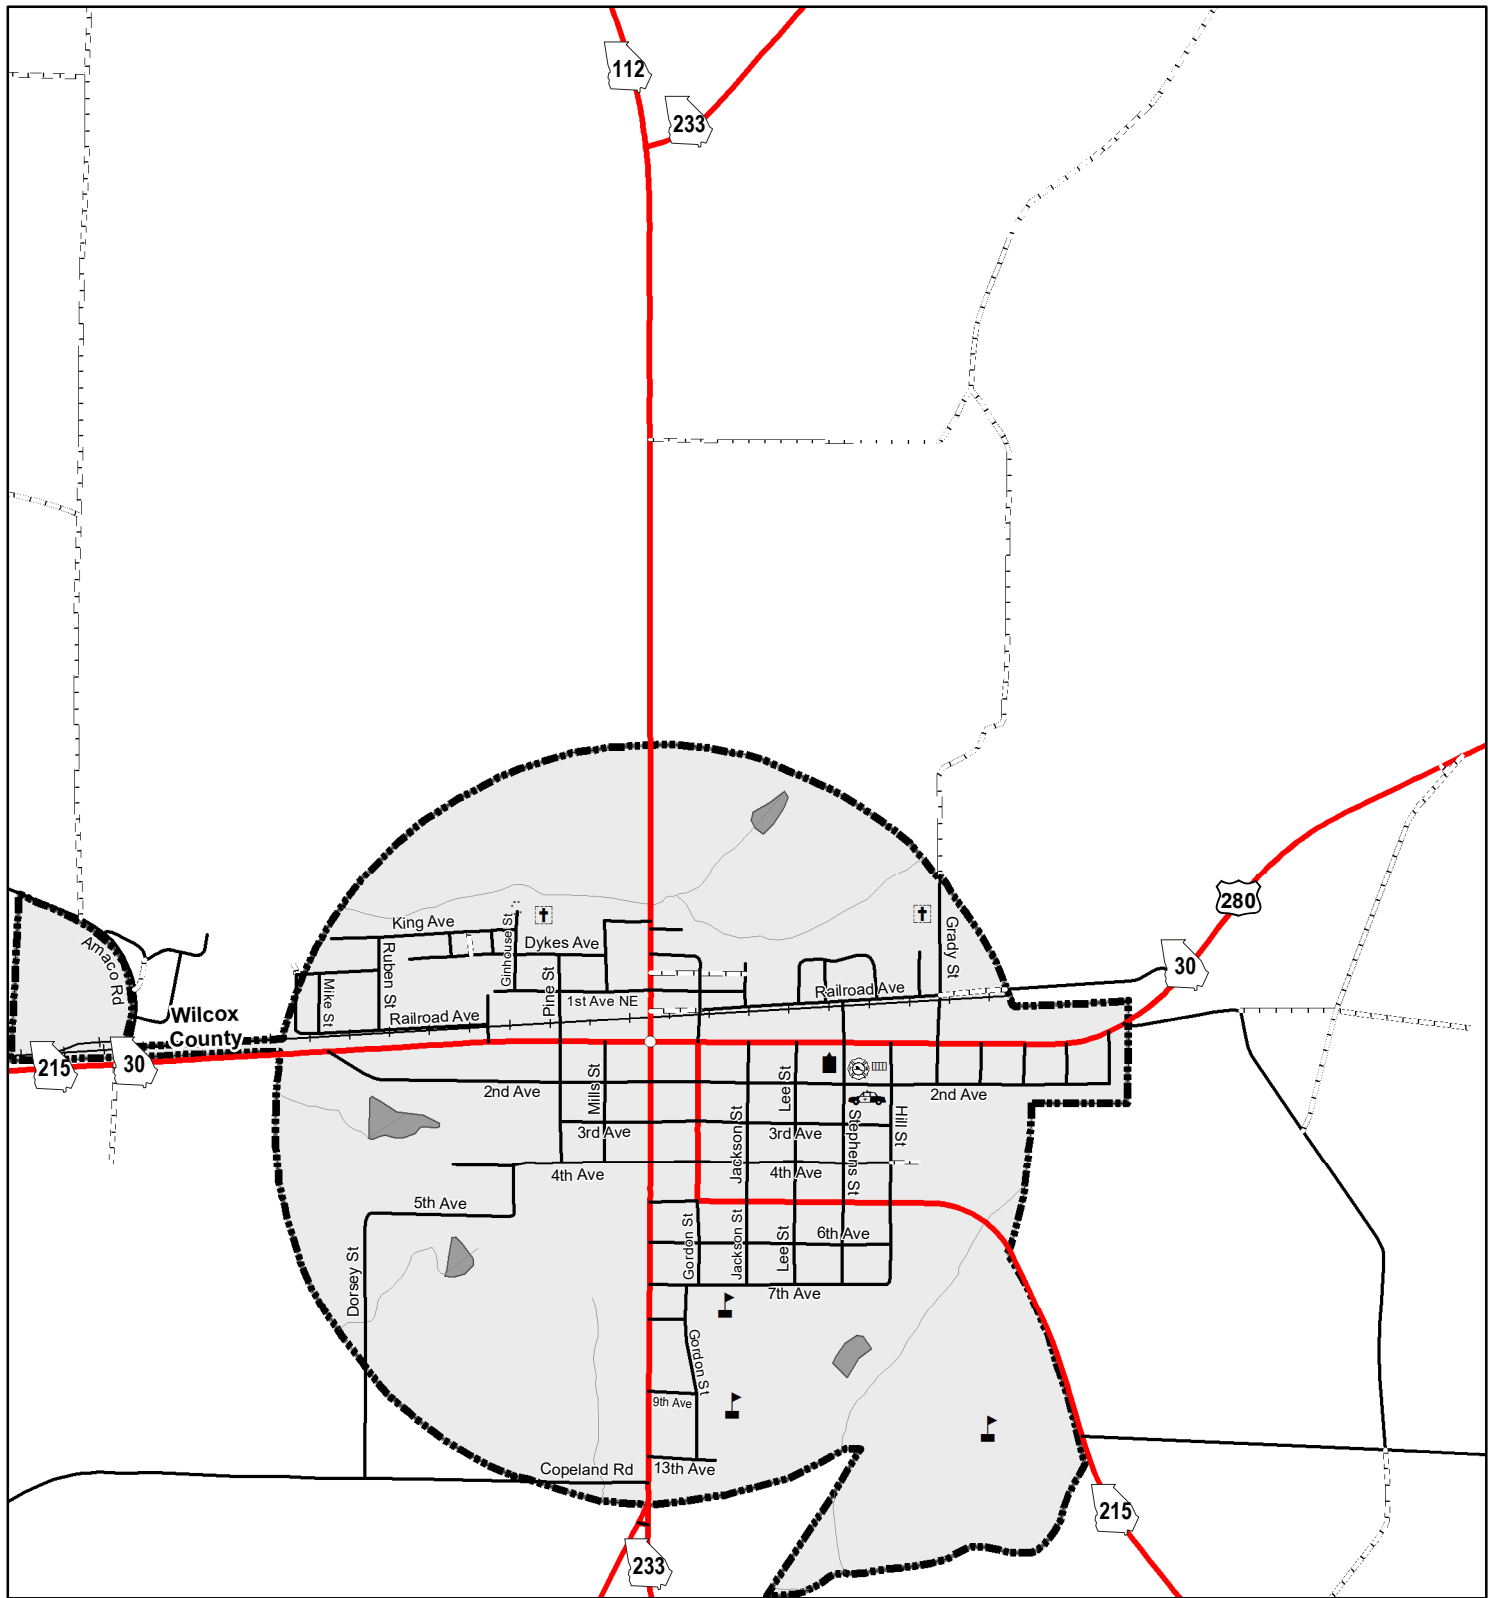 112
233
280
30
King Ave
Ginhouse St
Grady St
Dykes Ave
Amaco Rd
Ruben St
Mike St
Pine St
1st Ave NE
Railroad Ave
Railroad Ave
Wilcox
County
215
30
2nd Ave
Mills St
Lee St
2nd Ave
3rd Ave
Jackson St
3rd Ave
Stephens St
Hill St
4th Ave
4th Ave
5th Ave
Gordon St
Jackson St
Lee St
6th Ave
Dorsey St
7th Ave
Gordon St
9th Ave
Copeland Rd
13th Ave
215
233